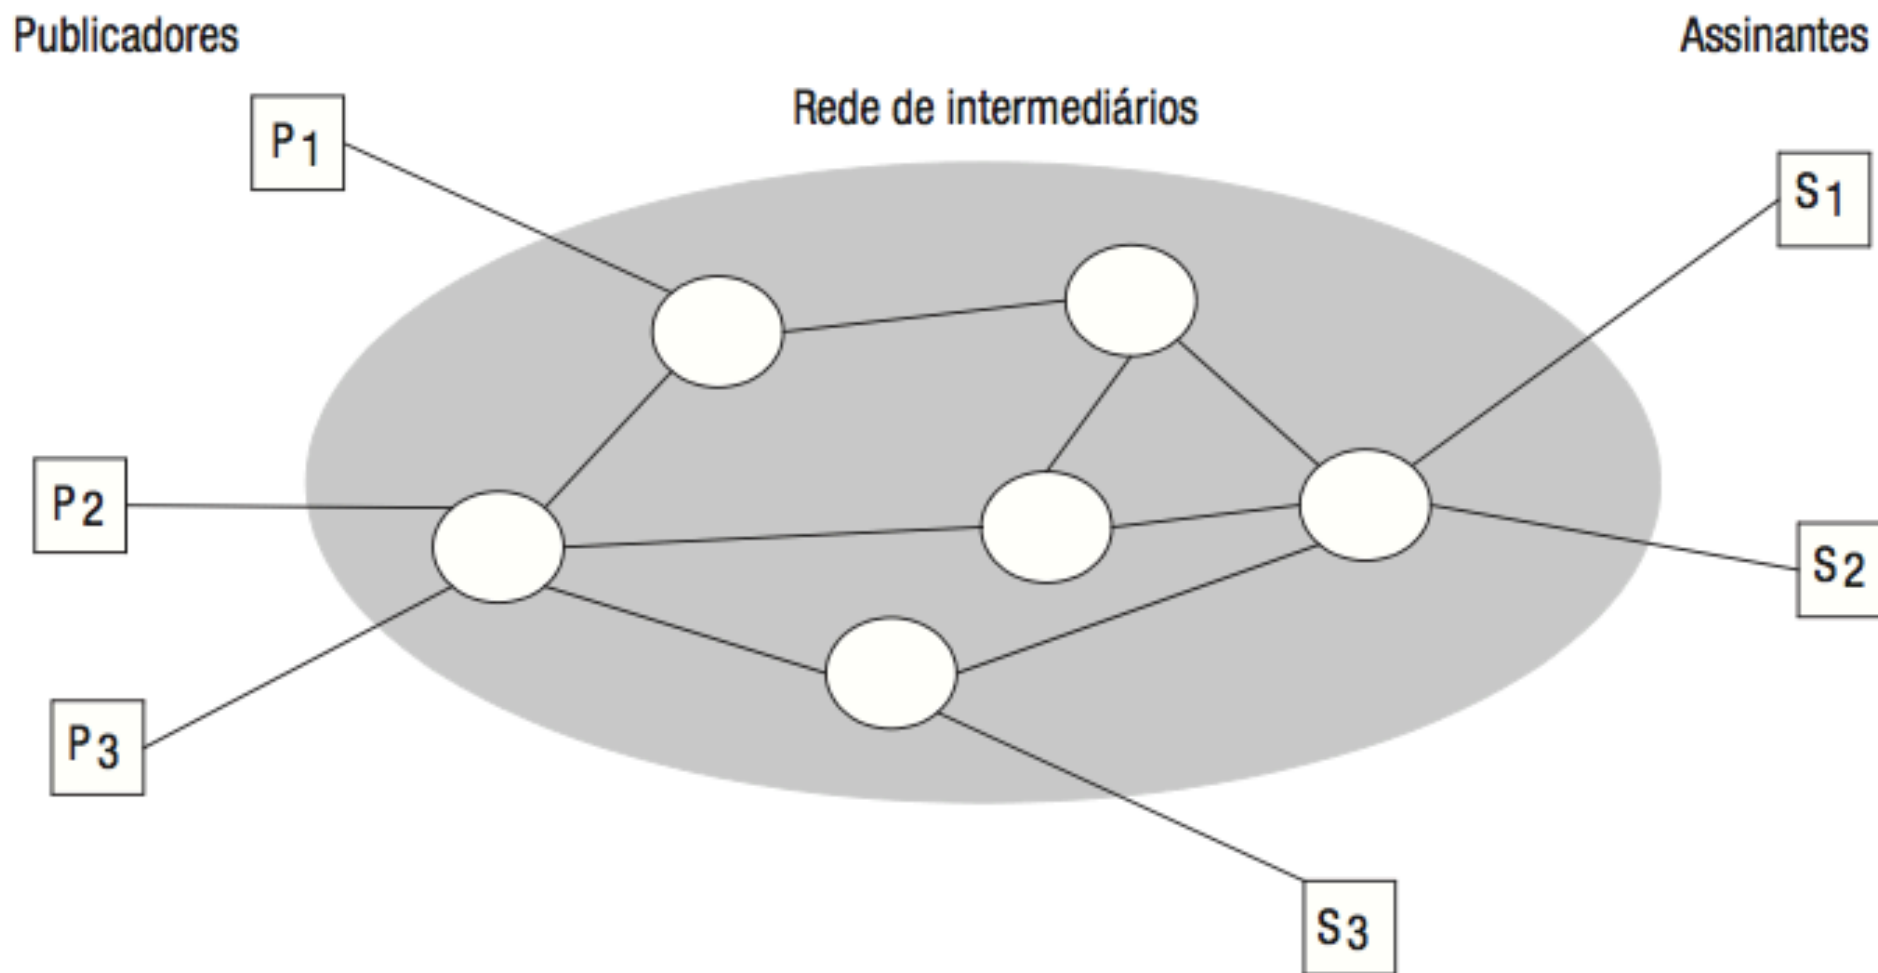 Publicadores
Assinantes
Rede de intermediários
P1
S1
P2
S2
P3
S3